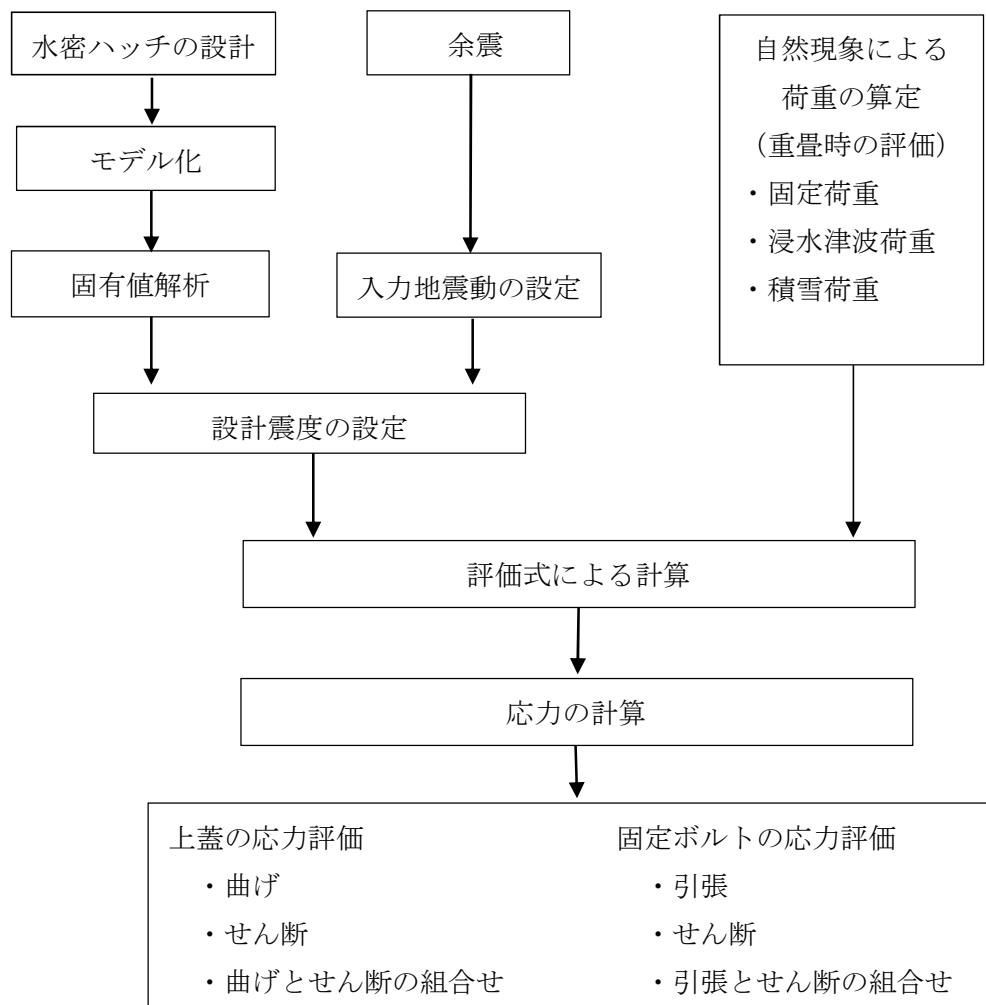 水密ハッチの設計
余震
自然現象による
荷重の算定
(重畳時の評価)
・固定荷重
・浸水津波荷重
・積雪荷重
モデル化
固有値解析
入力地震動の設定
設計震度の設定
評価式による計算
応力の計算
上蓋の応力評価
・曲げ
・せん断
・曲げとせん断の組合せ
固定ボルトの応力評価
・引張
・せん断
・引張とせん断の組合せ